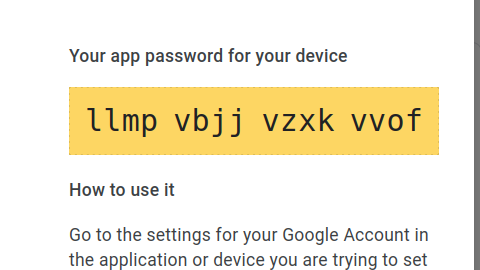 Your app password for your device
llmp vbjj vzxk vvof
How to use it
Go to the settings for your Google Account in
the application or device you are trying to set